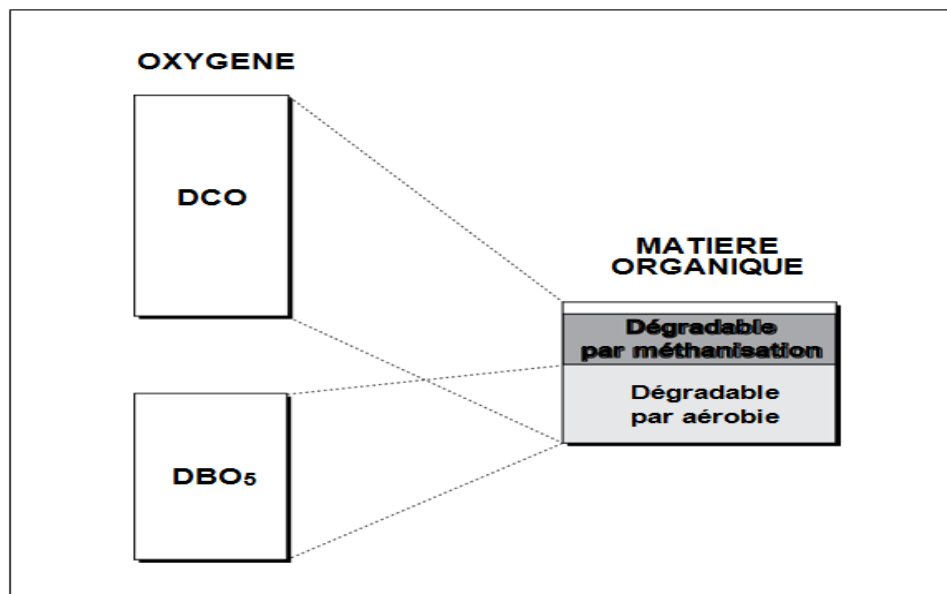 OXYGENE
DCO
MATIERE
ORGANIQUE
Dégradable
par méthanisation
Dégradable
par aérobie
DBO5